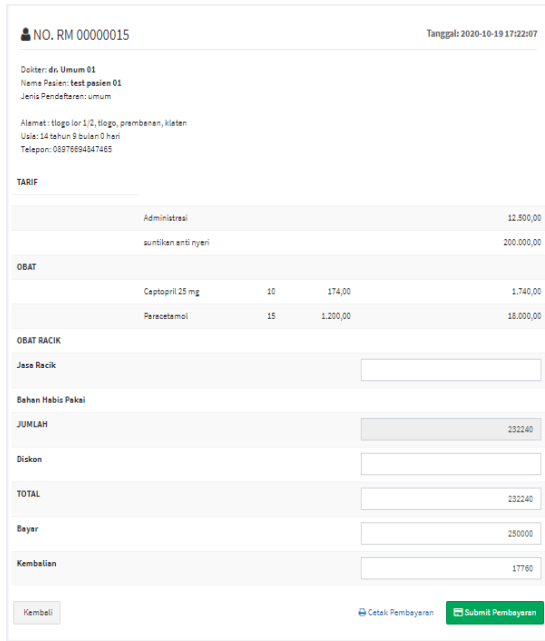 NO. RM 00000015
Tanggal: 2020-10-19 17:22:07
Dokter: dr. Umum 01
Nama Pasien: test pasien 01
Jenis Pendaftaran: umum
Alamat : tlogo lor 1/2, tlogo, prambanan, klaten
Usia: 14 tahun 9 bulan 0 hari
Telepon: 08976694847465
TARIF
Administrasi 12.500,00
suntikan anti nyeri 200.000,00
OBAT
Captopril 25 mg 10 174,00 1.740,00
Paracetamol 15 1.200,00 18.000,00
OBAT RACIK
Jasa Racik
Bahan Habis Pakai
JUMLAH 232240
Diskon
TOTAL 232240
Bayar 250000
Kembalian 17760
Kembali Cetak Pembayaran Submit Pembayaran